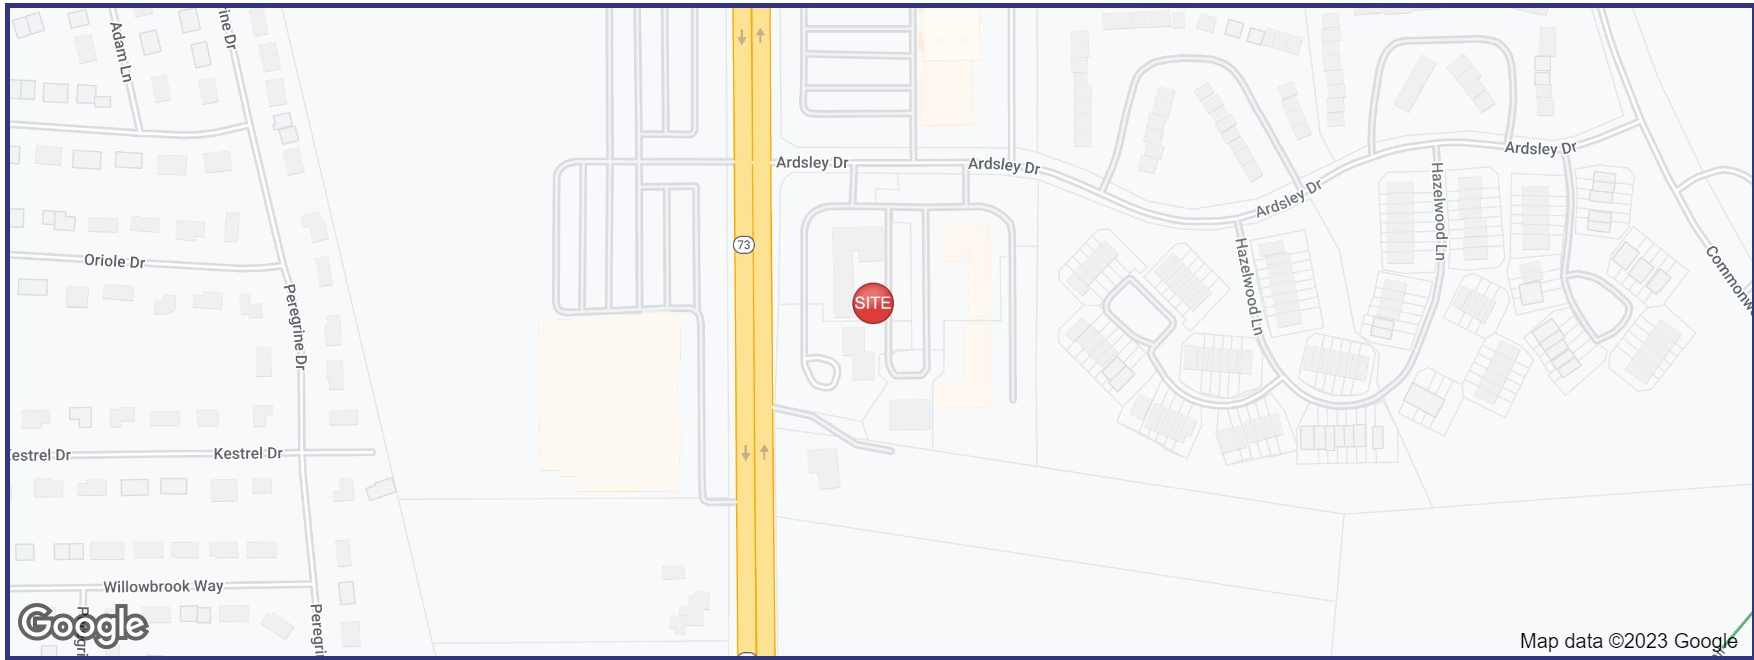 Adam Ln
ine Dr
Ardsley Dr
Ardsley Dr
Ardsley Dr
Ardsley Dr
Hazelwood Ln
Hazelwood Ln
Commonw
73
Oriole Dr
Peregrine Dr
SITE
estrel Dr
Kestrel Dr
Willowbrook Way
Peregri
Peregri
Google
Map data ©2023 Google